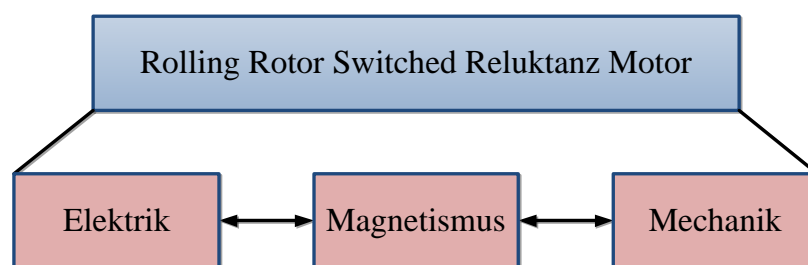 Rolling Rotor Switched Reluktanz Motor
Elektrik
Magnetismus
Mechanik